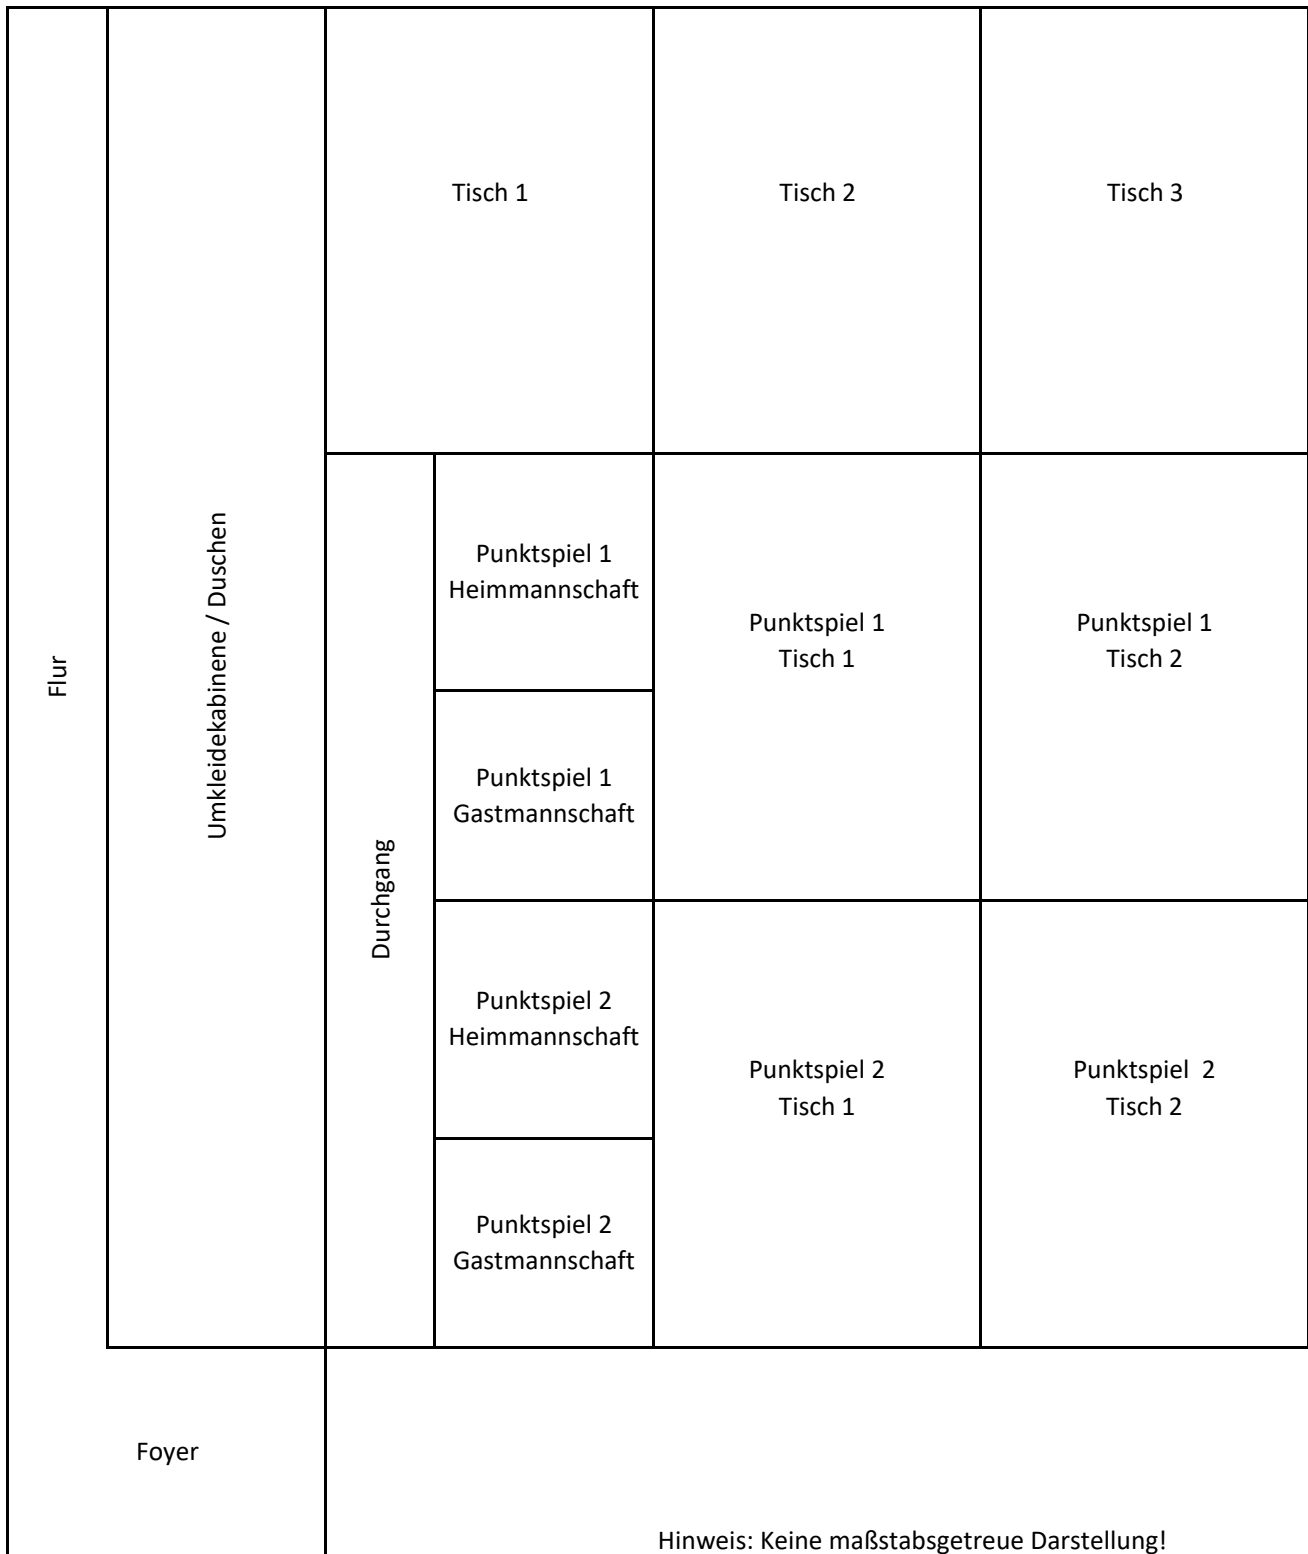 Tisch 1
Tisch 2
Tisch 3
Flur
Umkleidekabinene / Duschen
Durchgang
Punktspiel 1
Heimmannschaft
Punktspiel 1
Gastmannschaft
Punktspiel 1
Tisch 1
Punktspiel 1
Tisch 2
Punktspiel 2
Heimmannschaft
Punktspiel 2
Gastmannschaft
Punktspiel 2
Tisch 1
Punktspiel  2
Tisch 2
Foyer
Hinweis: Keine maßstabsgetreue Darstellung!